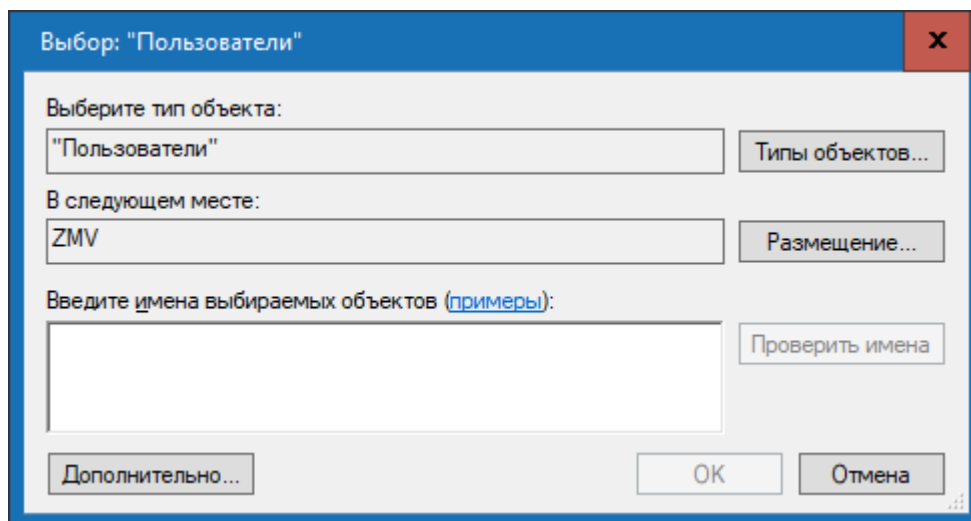 Выбор: "Пользователи"
x
Выберите тип объекта:
"Пользователи"
Типы объектов...
В следующем месте:
ZMV
Размещение...
Введите имена выбираемых объектов (примеры):
Проверить имена
Дополнительно...
OK
Отмена